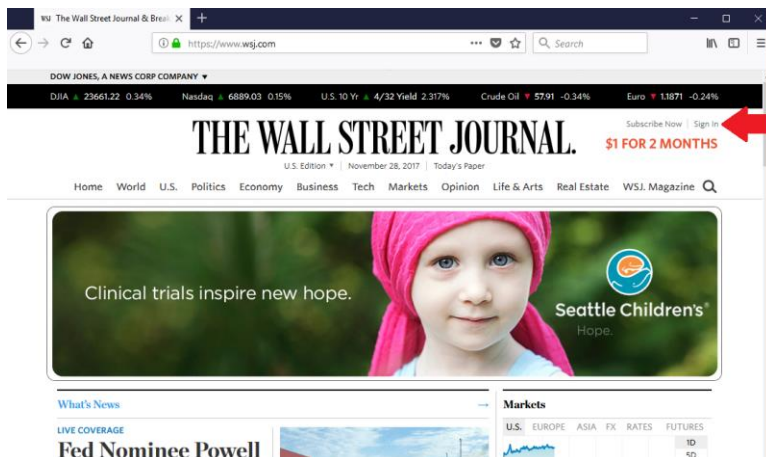 WSJ The Wall Street Journal & Break
https://www.wsj.com
Search
DOW JONES, A NEWS CORP COMPANY ▼
DJIA ▲ 23661.22 0.34% Nasdaq ▲ 6889.03 0.15% U.S. 10 Yr ▲ 4/32 Yield 2.317% Crude Oil ▼ 57.91 -0.34% Euro ▼ 1.1871 -0.24%
Subscribe Now | Sign In
THE WALL STREET JOURNAL.
$1 FOR 2 MONTHS
U.S. Edition ▼ | November 28, 2017 | Today's Paper
Home World U.S. Politics Economy Business Tech Markets Opinion Life & Arts Real Estate WSJ. Magazine
Clinical trials inspire new hope.
Seattle Children's®
Hope.
What's News →
Markets
LIVE COVERAGE
U.S. EUROPE ASIA FX RATES FUTURES
Fed Nominee Powell
1D
5D